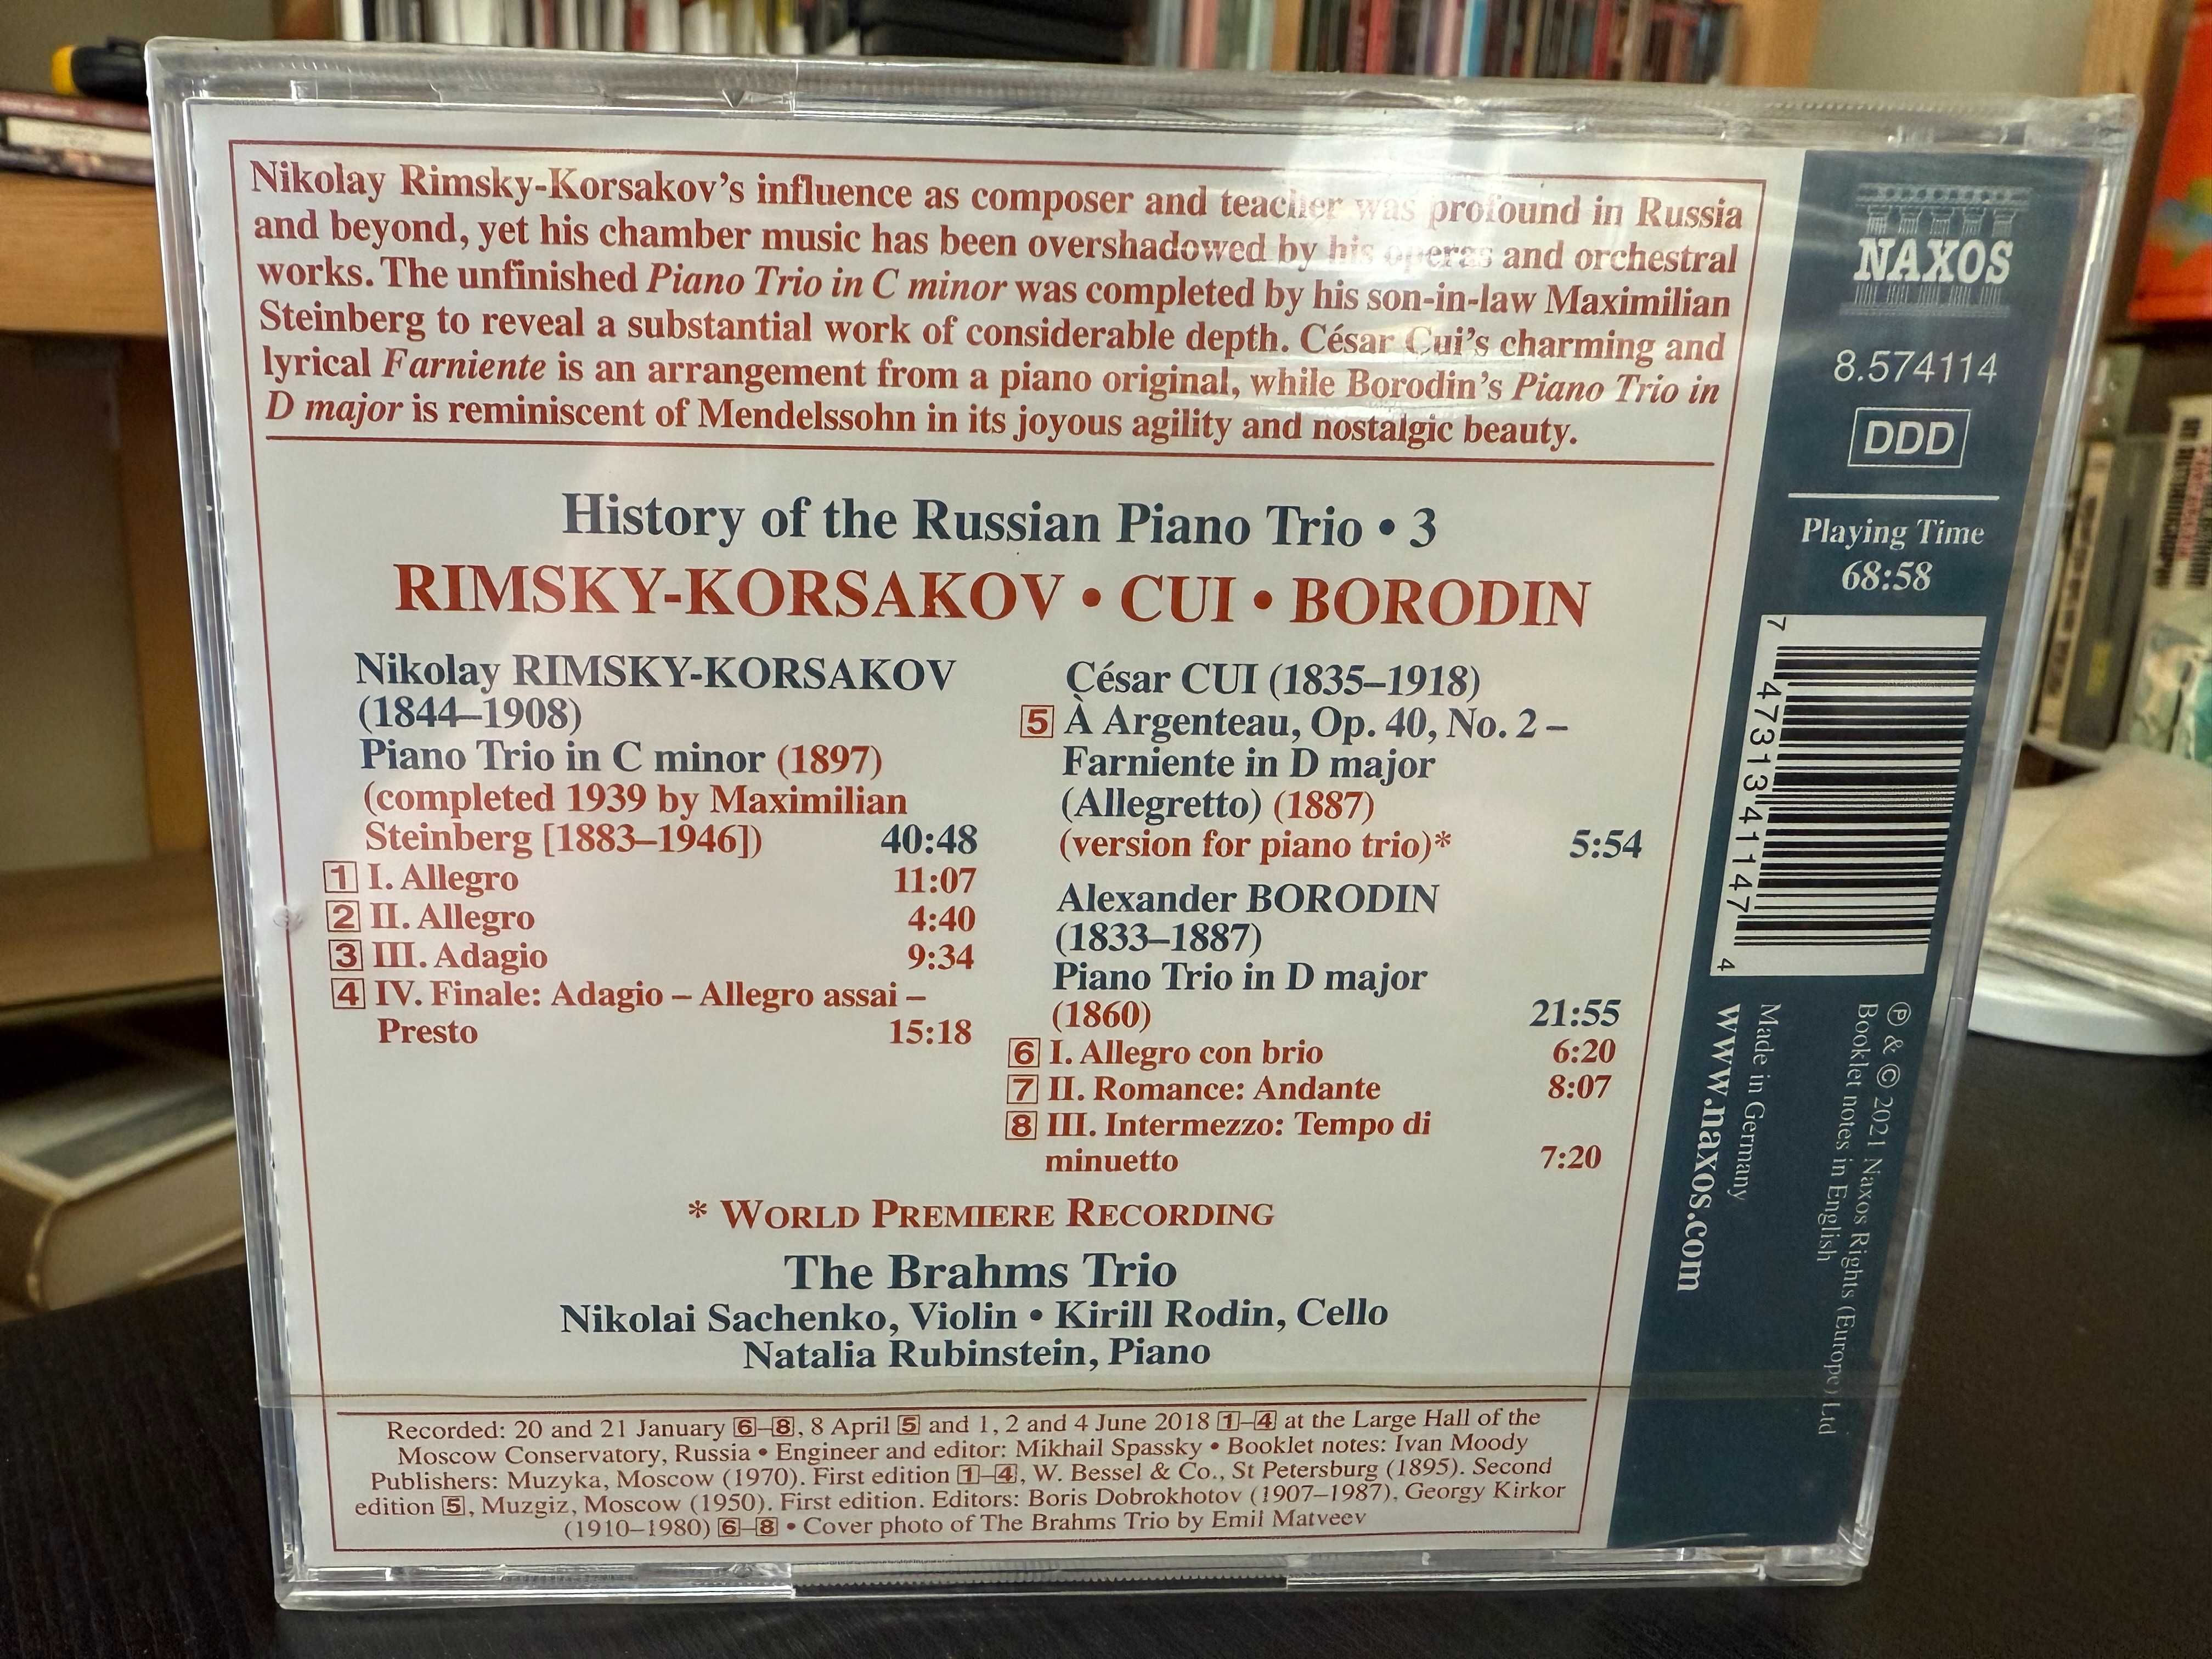 Nikolay Rimsky-Korsakov's influence as composer and teacher was profound in Russia
and beyond, yet his chamber music has been overshadowed by his operas and orchestral
works. The unfinished Piano Trio in C minor was completed by his son-in-law Maximilian
Steinberg to reveal a substantial work of considerable depth. César Cui's charming and
lyrical Farniente is an arrangement from a piano original, while Borodin's Piano Trio in
D major is reminiscent of Mendelssohn in its joyous agility and nostalgic beauty.
History of the Russian Piano Trio • 3
RIMSKY-KORSAKOV • CUI • BORODIN
Nikolay RIMSKY-KORSAKOV
(1844–1908)
Piano Trio in C minor (1897)
(completed 1939 by Maximilian
Steinberg [1883–1946]) 40:48
1 I. Allegro 11:07
2 II. Allegro 4:40
3 III. Adagio 9:34
4 IV. Finale: Adagio – Allegro assai –
Presto 15:18
César CUI (1835–1918)
5 À Argenteau, Op. 40, No. 2 –
Farniente in D major
(Allegretto) (1887)
(version for piano trio)* 5:54
Alexander BORODIN
(1833–1887)
Piano Trio in D major
(1860) 21:55
6 I. Allegro con brio 6:20
7 II. Romance: Andante 8:07
8 III. Intermezzo: Tempo di
minuetto 7:20
* WORLD PREMIERE RECORDING
The Brahms Trio
Nikolai Sachenko, Violin • Kirill Rodin, Cello
Natalia Rubinstein, Piano
Recorded: 20 and 21 January 6–8, 8 April 5 and 1, 2 and 4 June 2018 1–4 at the Large Hall of the
Moscow Conservatory, Russia • Engineer and editor: Mikhail Spassky • Booklet notes: Ivan Moody
Publishers: Muzyka, Moscow (1970). First edition 1–4, W. Bessel & Co., St Petersburg (1895). Second
edition 5, Muzgiz, Moscow (1950). First edition. Editors: Boris Dobrokhotov (1907–1987), Georgy Kirkor
(1910–1980) 6–8 • Cover photo of The Brahms Trio by Emil Matveev
NAXOS
8.574114
DDD
Playing Time
68:58
7 47313 41147 4
℗ & © 2021 Naxos Rights (Europe) Ltd
Booklet notes in English
Made in Germany
www.naxos.com